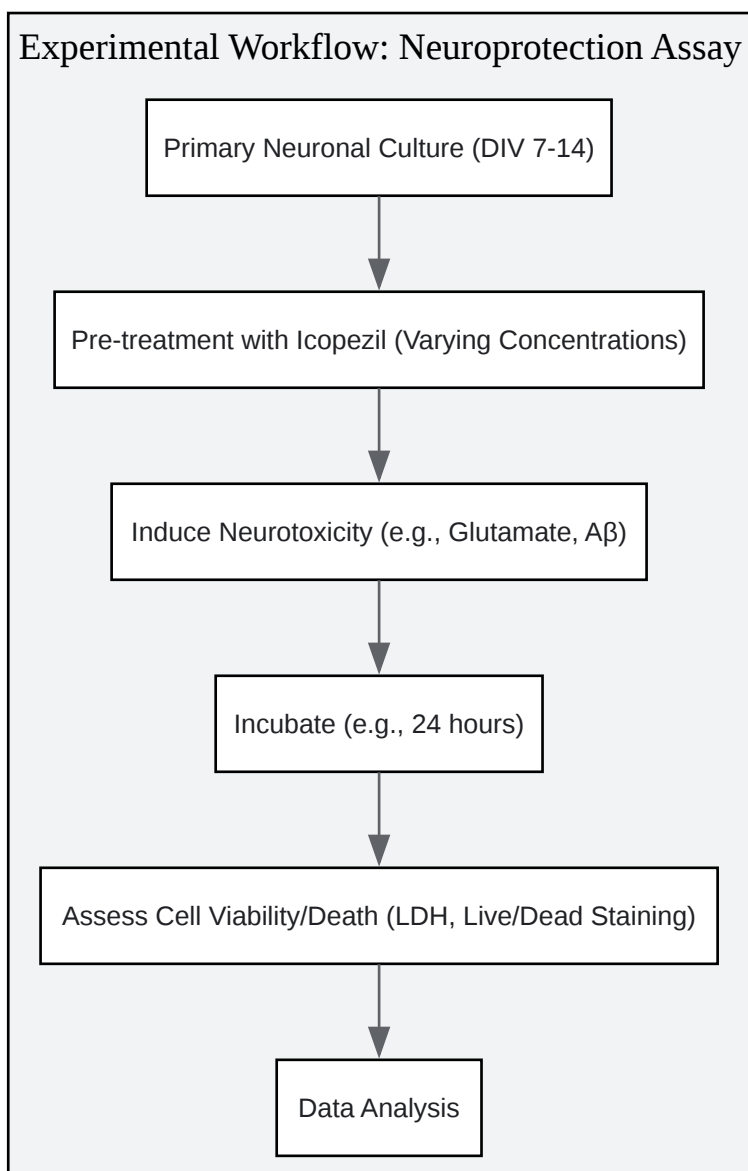 Experimental Workflow: Neuroprotection Assay
Primary Neuronal Culture (DIV 7-14)
Pre-treatment with Icopezil (Varying Concentrations)
Induce Neurotoxicity (e.g., Glutamate, Aβ)
Incubate (e.g., 24 hours)
Assess Cell Viability/Death (LDH, Live/Dead Staining)
Data Analysis